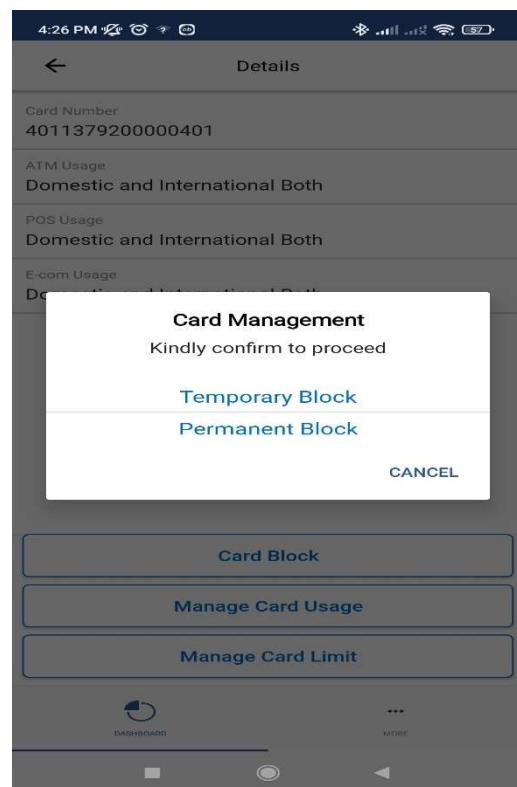 4:26 PM
57
Details
Card Number
4011379200000401
ATM Usage
Domestic and International Both
POS Usage
Domestic and International Both
E-com Usage
Card Management
Kindly confirm to proceed
Temporary Block
Permanent Block
CANCEL
Card Block
Manage Card Usage
Manage Card Limit
DASHBOARD
MORE